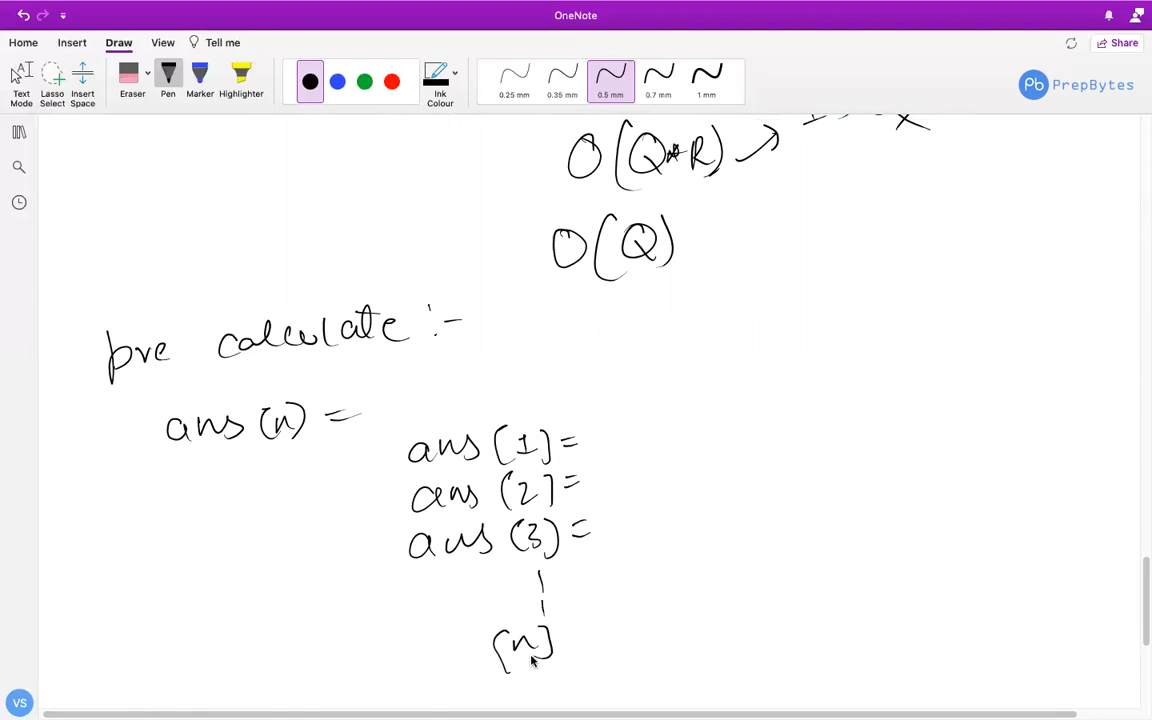 OneNote
Home Insert Draw View Tell me
Share
Text Mode
Lasso Select
Insert Space
Eraser
Pen
Marker
Highlighter
Ink Colour
0.25 mm
0.35 mm
0.5 mm
0.7 mm
1 mm
Pb PrepBytes
O(Q*R) →
O(Q)
pre calculate :-
ans(n) =
ans[1] =
ans(2] =
ans(3) =
[n]
VS